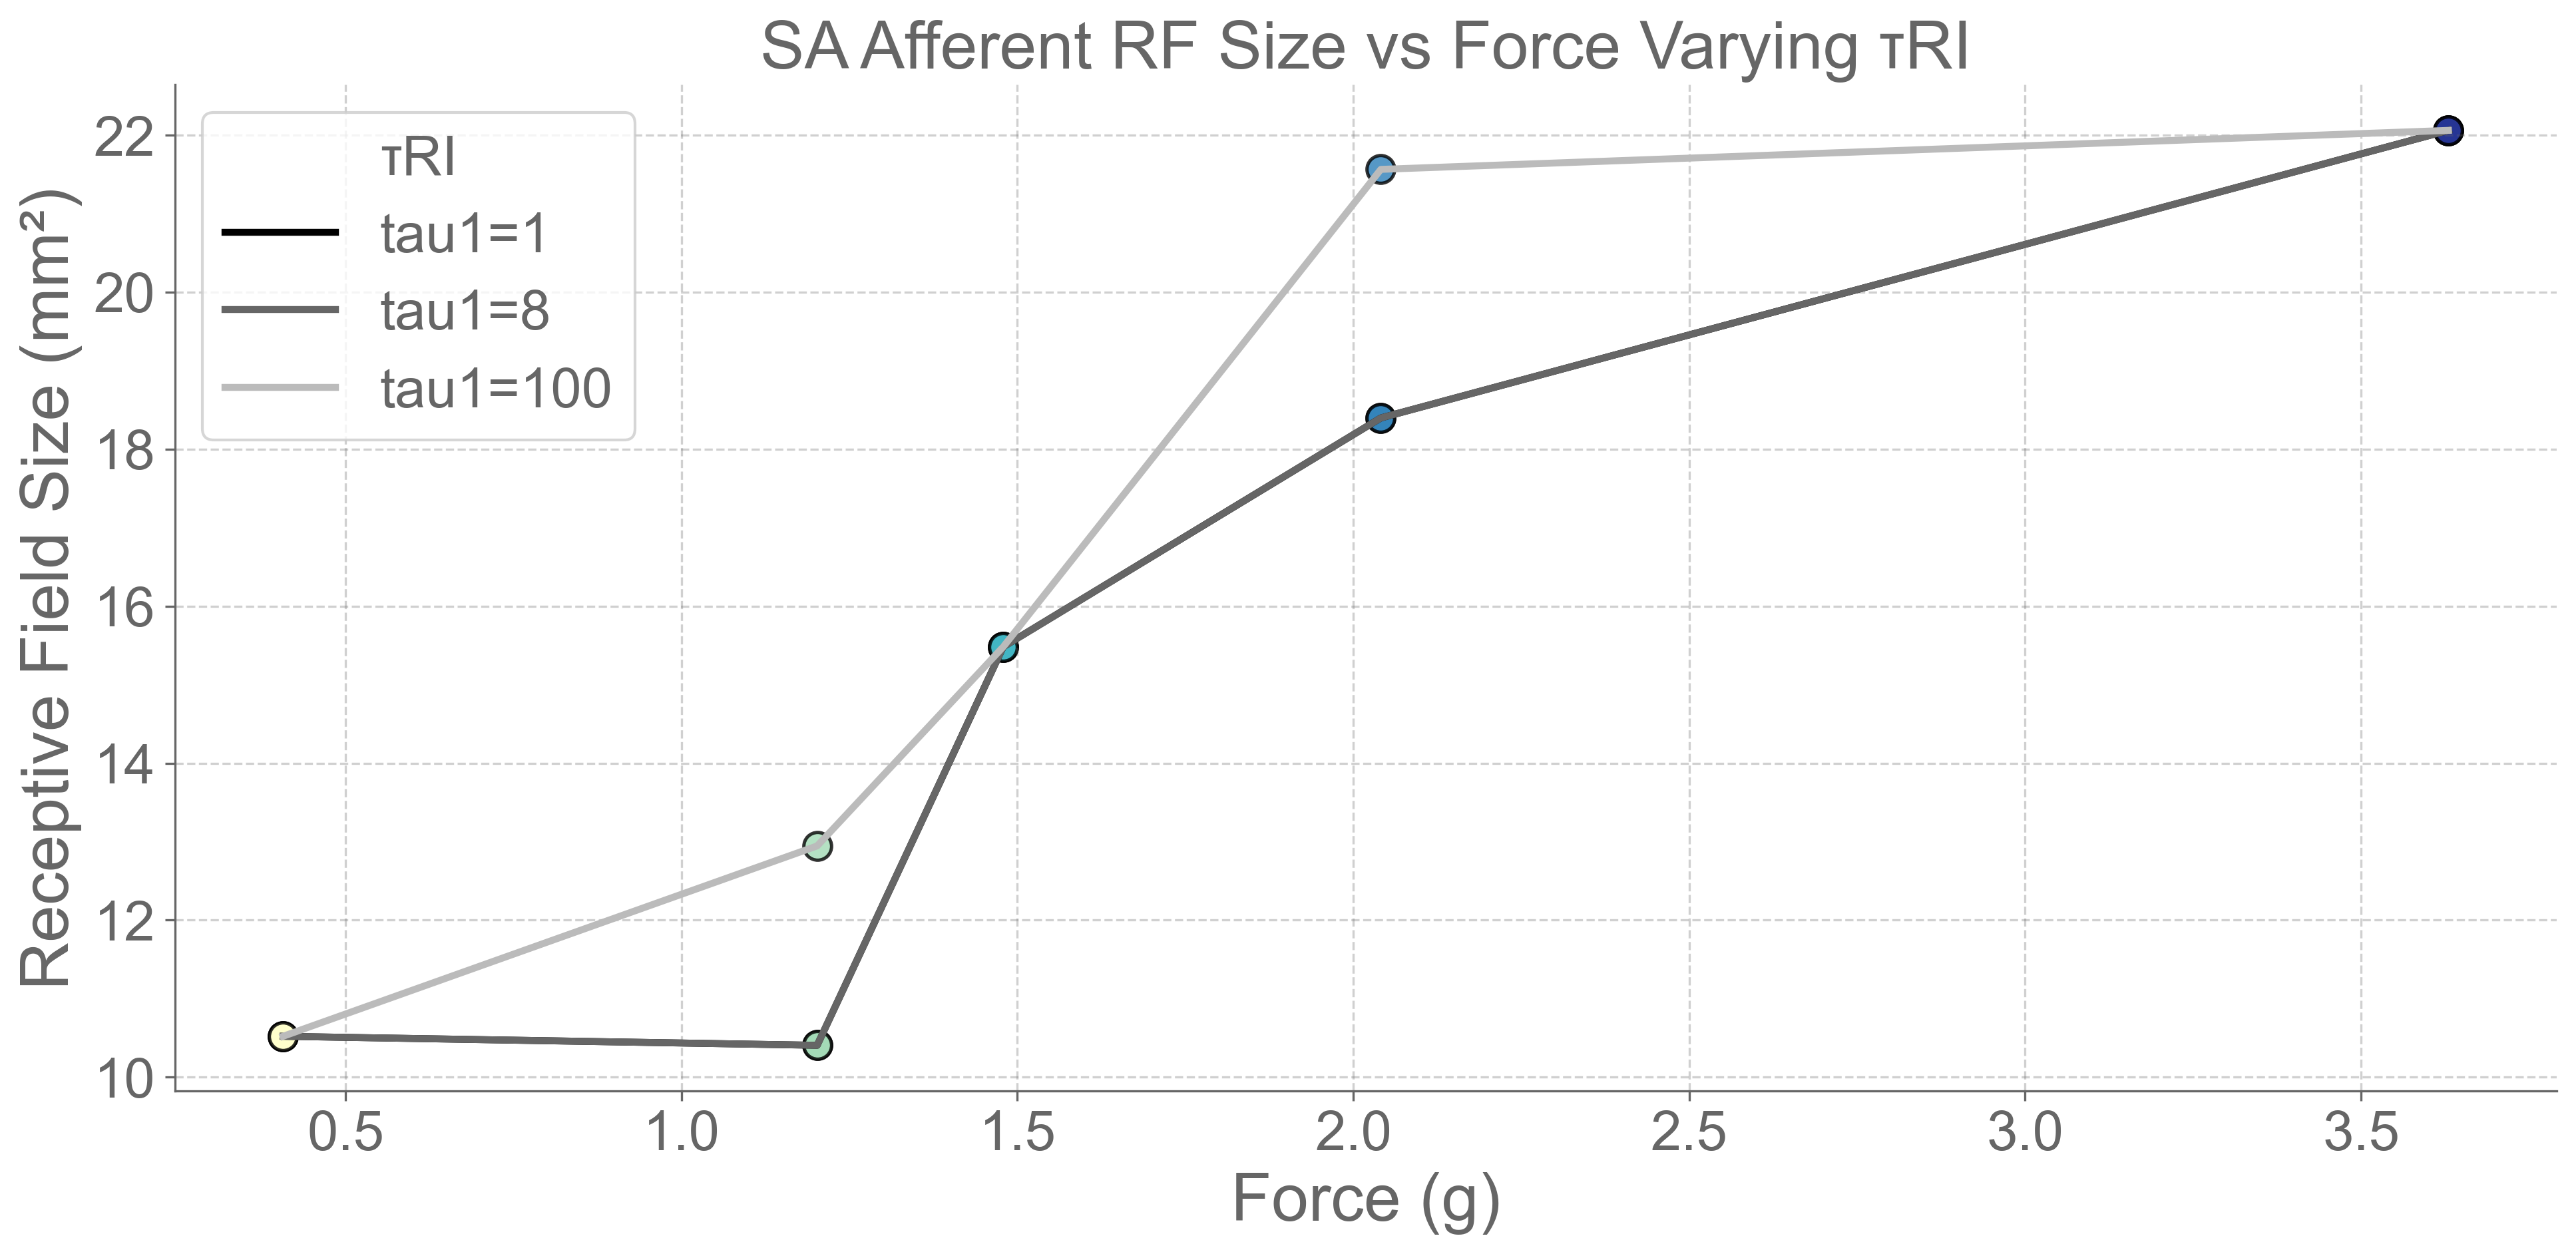 SA Afferent RF Size vs Force Varying τRI
τRI
tau1=1
tau1=8
tau1=100
Receptive Field Size (mm²)
22
20
18
16
14
12
10
0.5 1.0 1.5 2.0 2.5 3.0 3.5
Force (g)